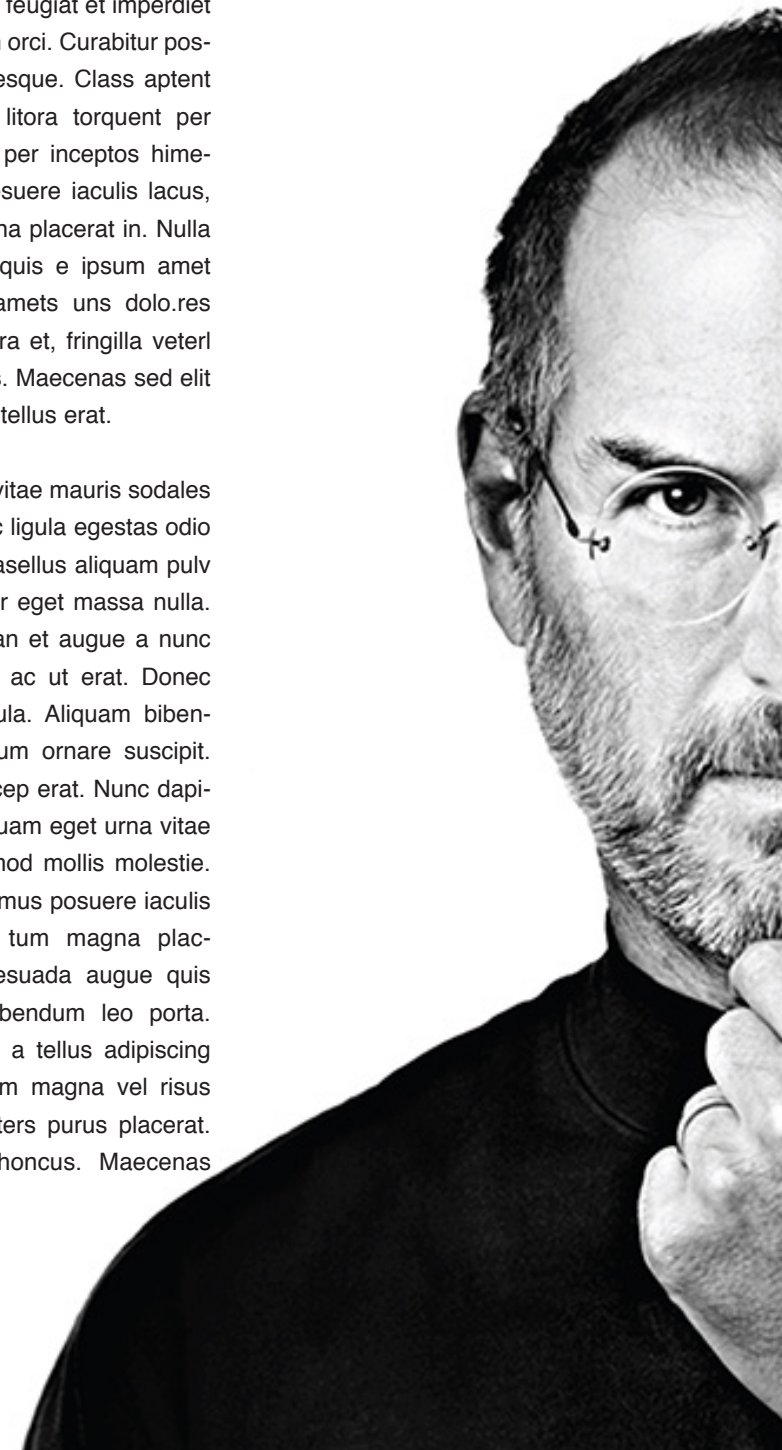 feugiat et imperdiet
orci. Curabitur pos-
esque. Class aptent
litora torquent per
per inceptos hime-
suere iaculis lacus,
na placerat in. Nulla
quis e ipsum amet
amets uns dolo.res
ra et, fringilla veterl
s. Maecenas sed elit
tellus erat.
vitae mauris sodales
c ligula egestas odio
asellus aliquam pulv
r eget massa nulla.
an et augue a nunc
ac ut erat. Donec
ula. Aliquam biben-
um ornare suscipit.
cep erat. Nunc dapi-
uam eget urna vitae
nod mollis molestie.
mus posuere iaculis
tum magna plac-
esuada augue quis
bendum leo porta.
a tellus adipiscing
m magna vel risus
ters purus placerat.
honcus. Maecenas